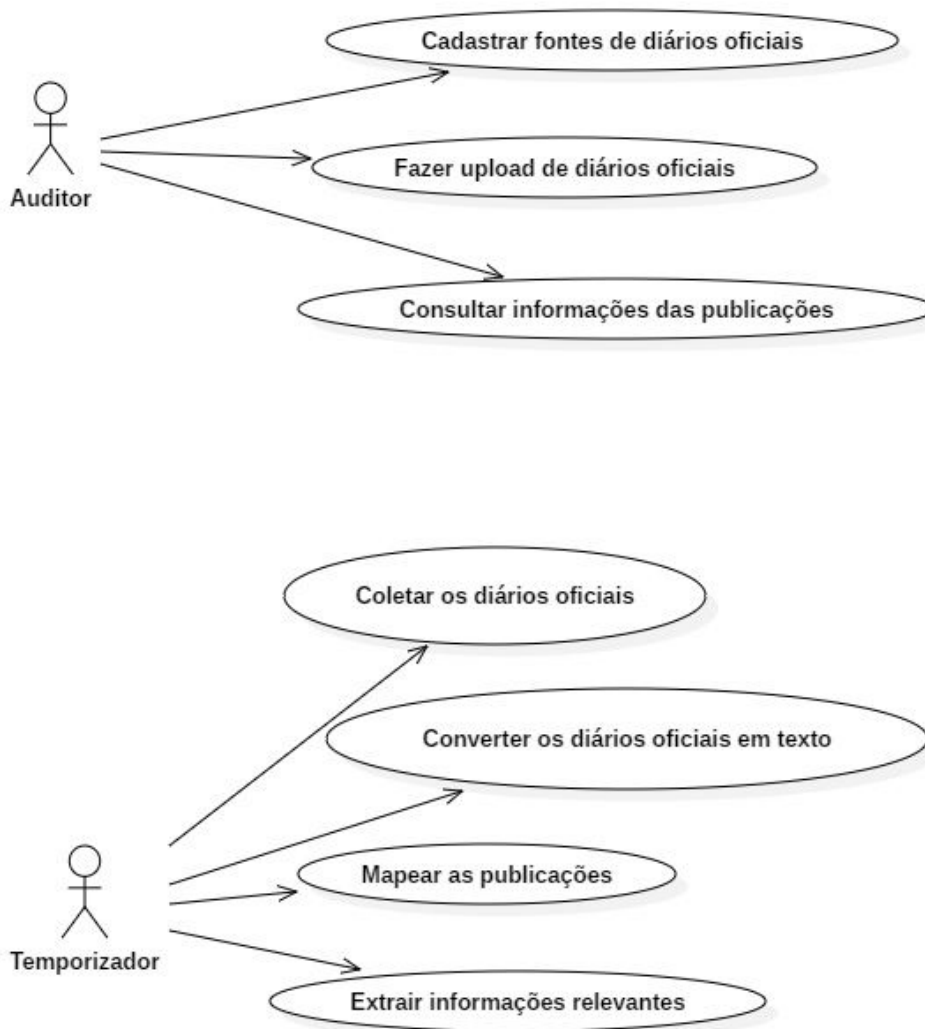 Cadastrar fontes de diários oficiais
Fazer upload de diários oficiais
Auditor
Consultar informações das publicações
Coletar os diários oficiais
Converter os diários oficiais em texto
Mapear as publicações
Temporizador
Extrair informações relevantes